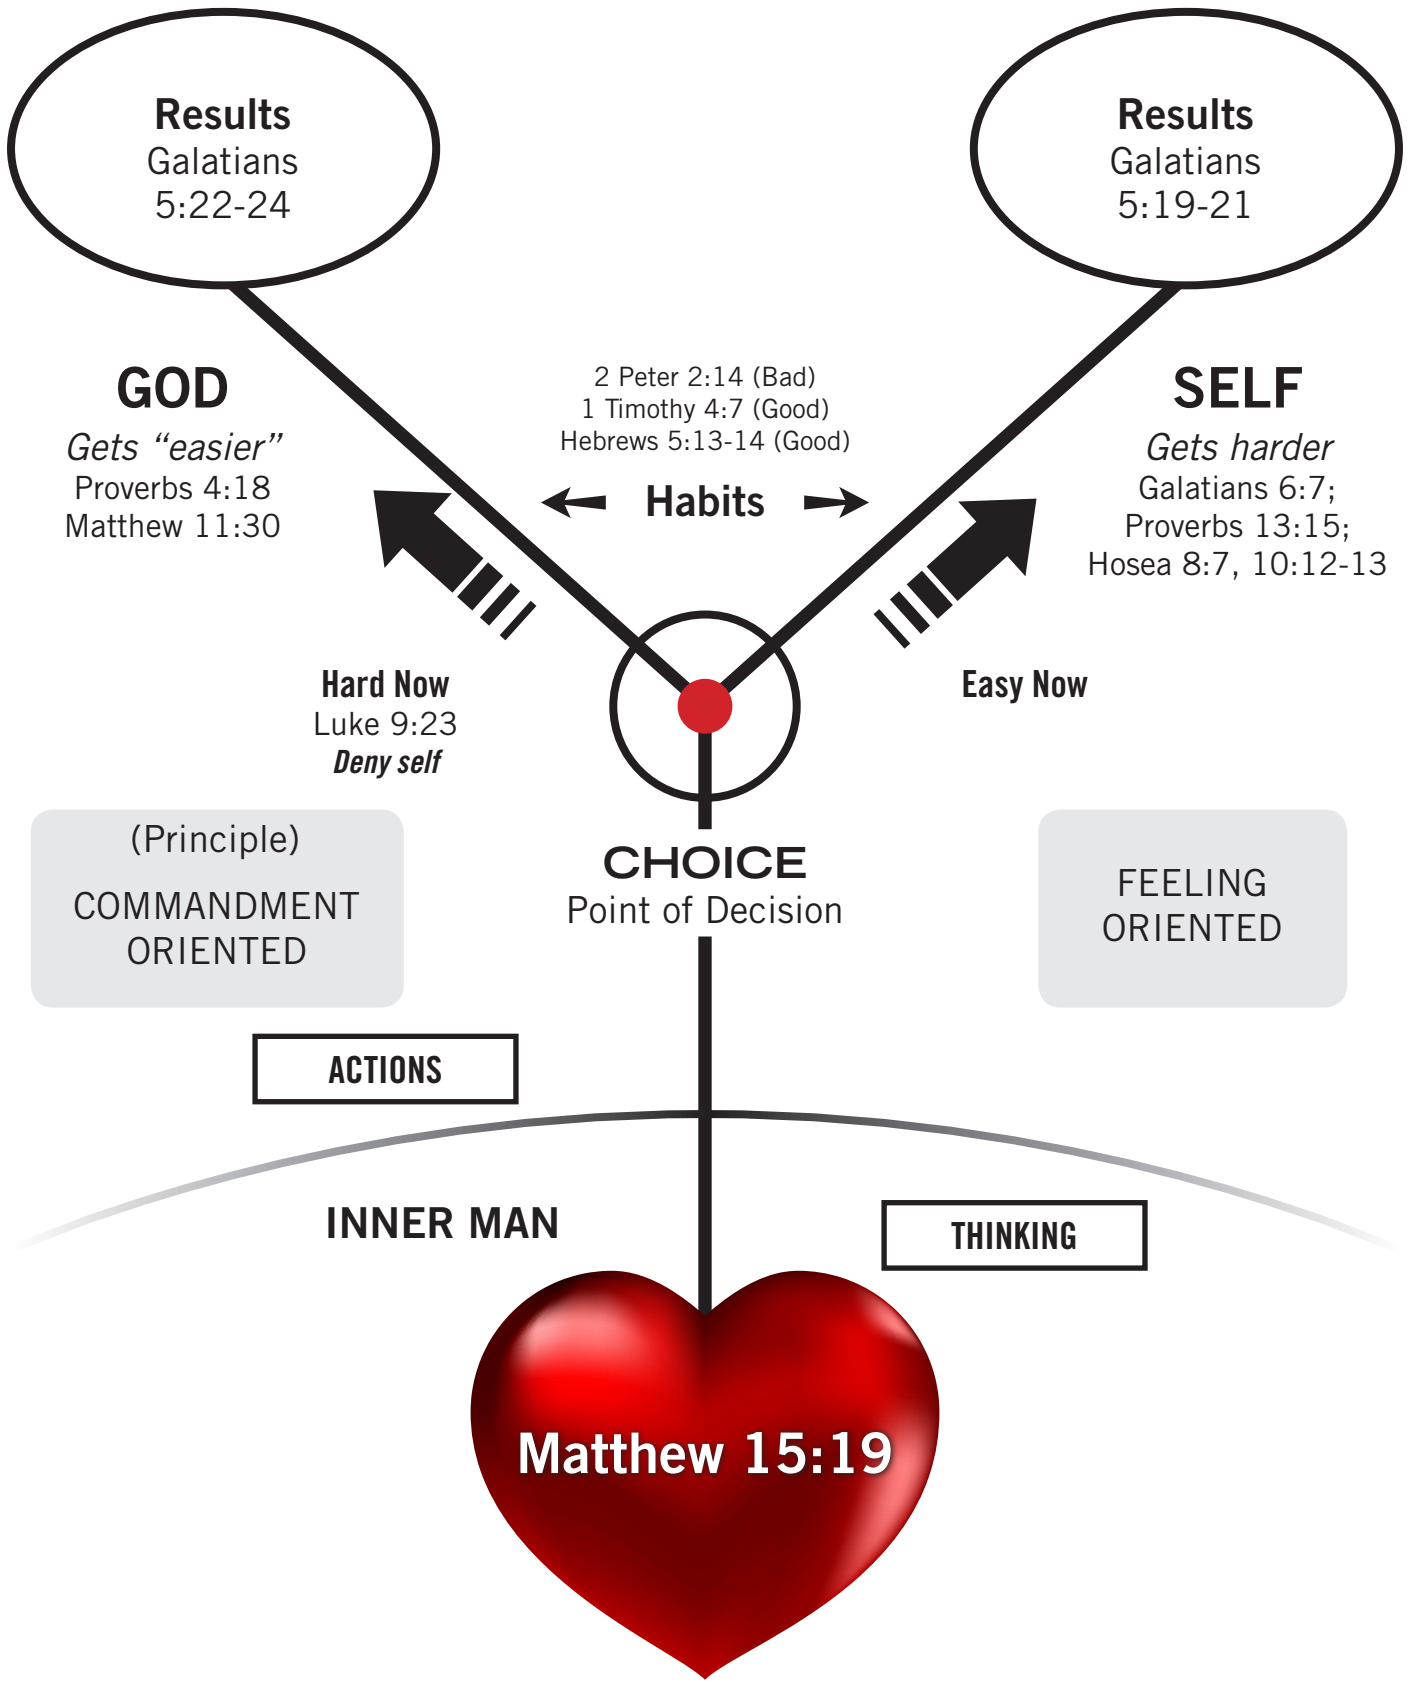 Results
Galatians
5:22-24
Results
Galatians
5:19-21
GOD
Gets “easier”
Proverbs 4:18
Matthew 11:30
2 Peter 2:14 (Bad)
1 Timothy 4:7 (Good)
Hebrews 5:13-14 (Good)
Habits
SELF
Gets harder
Galatians 6:7;
Proverbs 13:15;
Hosea 8:7, 10:12-13
Hard Now
Luke 9:23
Deny self
Easy Now
(Principle)
COMMANDMENT
ORIENTED
CHOICE
Point of Decision
FEELING
ORIENTED
ACTIONS
INNER MAN
THINKING
Matthew 15:19